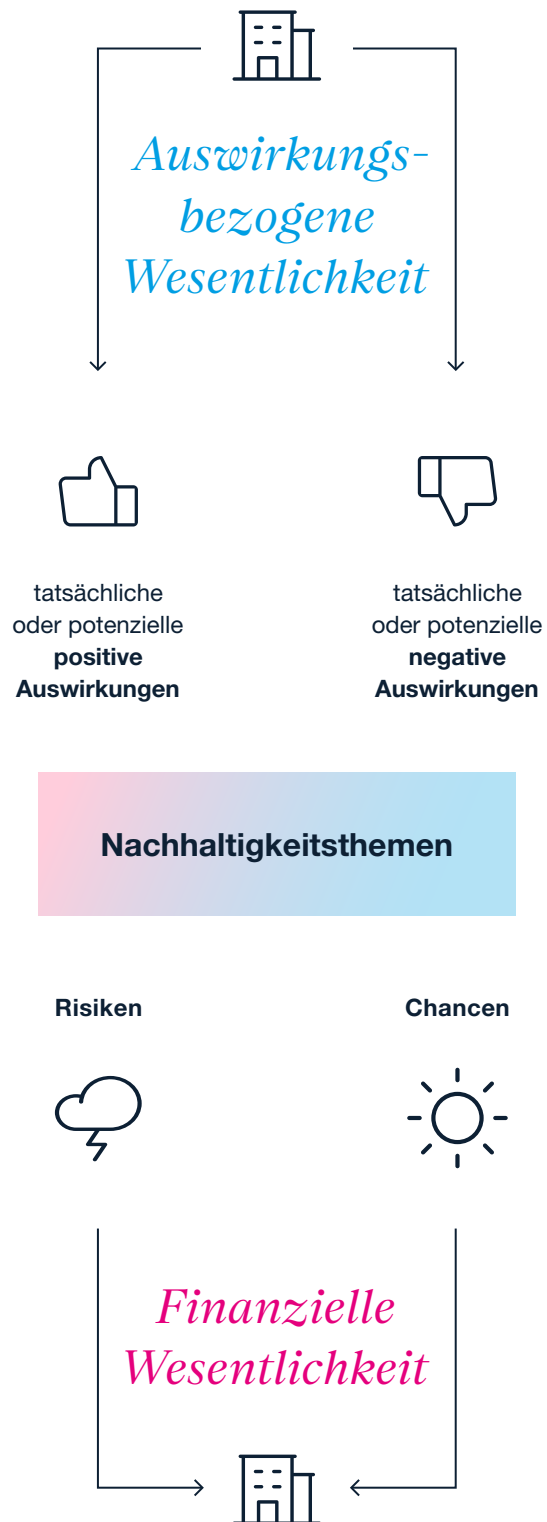 Auswirkungs-
bezogene
Wesentlichkeit
tatsächliche
oder potenzielle
positive
Auswirkungen
tatsächliche
oder potenzielle
negative
Auswirkungen
Nachhaltigkeitsthemen
Risiken
Chancen
Finanzielle
Wesentlichkeit